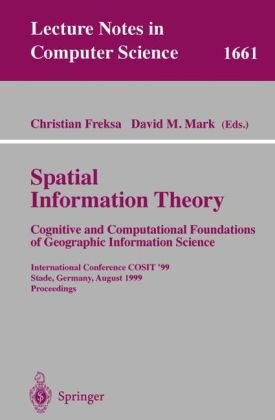 Lecture Notes in
Computer Science 1661
Christian Freksa David M. Mark (Eds.)
Spatial
Information Theory
Cognitive and Computational Foundations
of Geographic Information Science
International Conference COSIT '99
Stade, Germany, August 1999
Proceedings
Springer